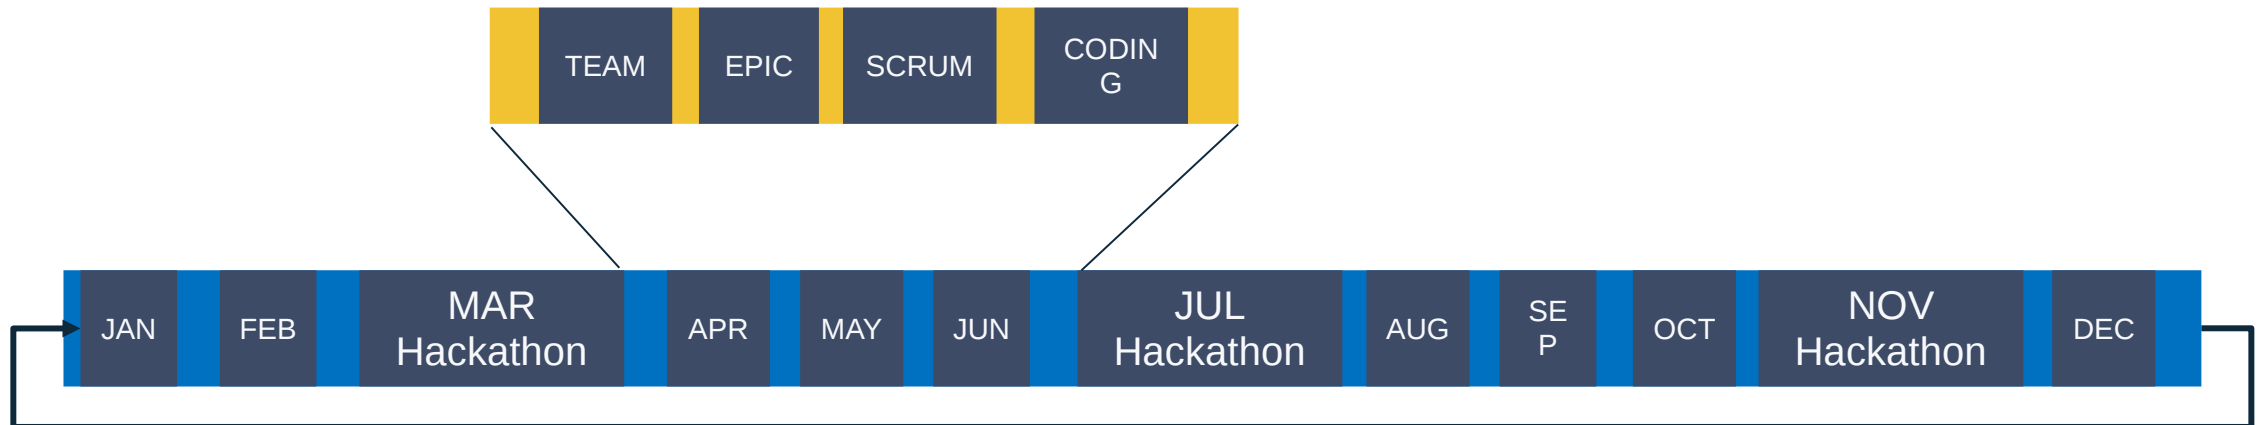 TEAM
EPIC
SCRUM
CODIN
G
JAN
FEB
MAR
Hackathon
APR
MAY
JUN
JUL
Hackathon
AUG
SE
P
OCT
NOV
Hackathon
DEC